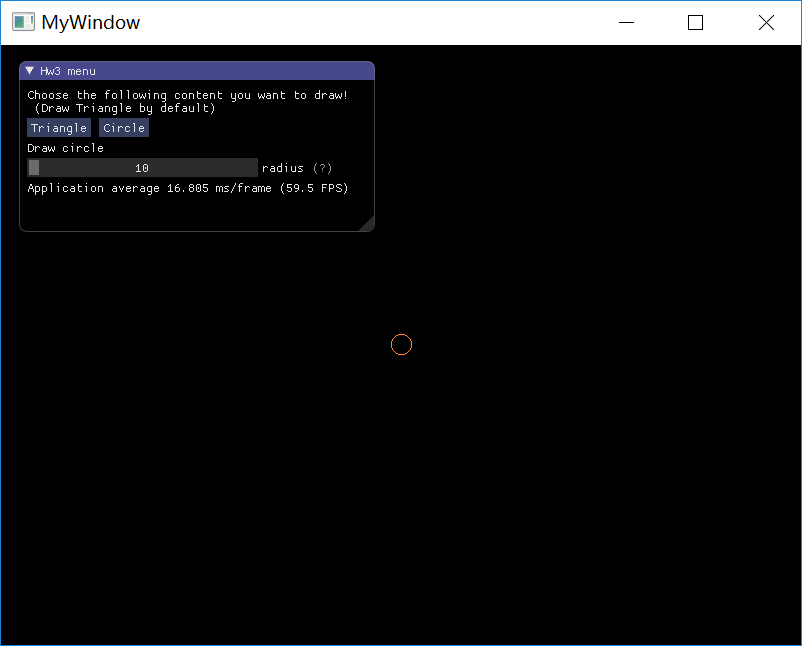 MyWindow
Hw3 menu
Choose the following content you want to draw!
(Draw Triangle by default)
Triangle Circle
Draw circle
10 radius (?)
Application average 16.805 ms/frame (59.5 FPS)